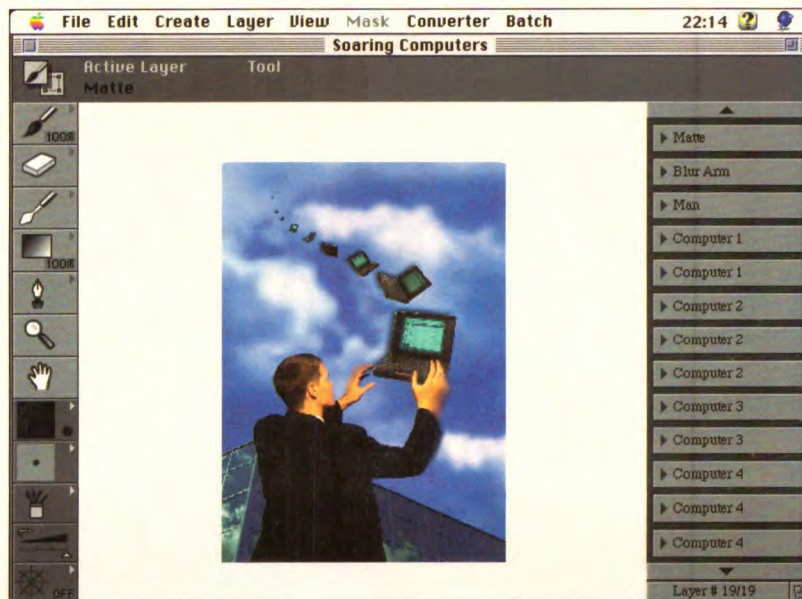 File Edit Create Layer View Mask Converter Batch 22:14
Soaring Computers
Active Layer Tool
Matte
100%
100%
OFF
Matte
Blur Arm
Man
Computer 1
Computer 1
Computer 2
Computer 2
Computer 2
Computer 3
Computer 3
Computer 4
Computer 4
Computer 4
Layer # 19/19